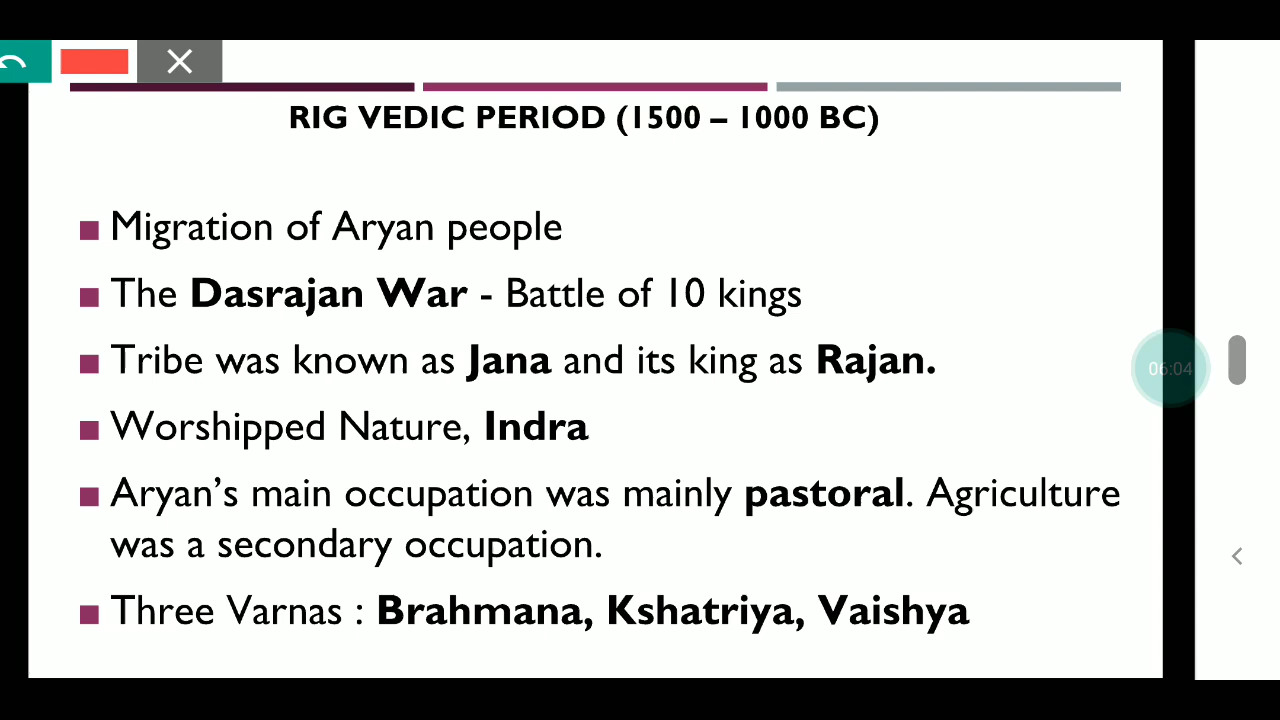 RIG VEDIC PERIOD (1500 – 1000 BC)
Migration of Aryan people
The Dasrajan War - Battle of 10 kings
Tribe was known as Jana and its king as Rajan.
06:04
Worshipped Nature, Indra
Aryan's main occupation was mainly pastoral. Agriculture
was a secondary occupation.
Three Varnas : Brahmana, Kshatriya, Vaishya